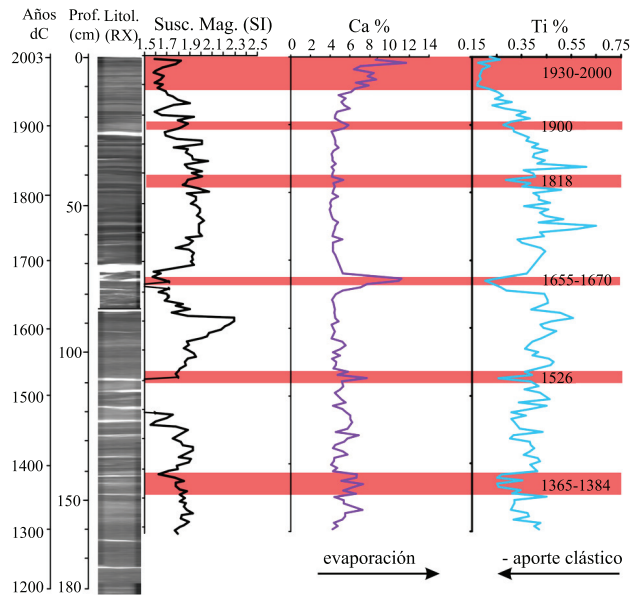 Años
dC
Prof.
(cm)
Litol.
(RX)
Susc. Mag. (SI)
1.5 1.7 1.9 2.1 2.3 2.5
Ca %
0 2 4 6 8 10 12 14
Ti %
0.15 0.35 0.55 0.75
2003
0
1930-2000
1900
1900
1818
1800
50
1700
1655-1670
1600
100
1526
1500
1400
1365-1384
150
1300
evaporación
- aporte clástico
1200
180